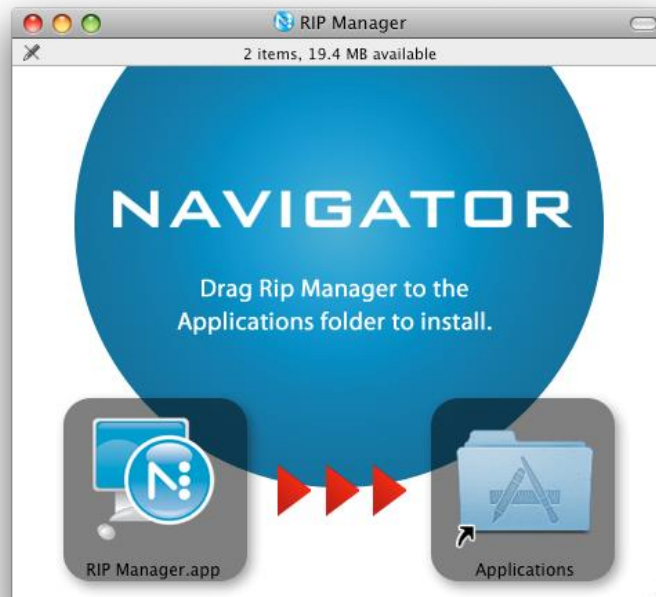 RIP Manager
2 items, 19.4 MB available
NAVIGATOR
Drag Rip Manager to the
Applications folder to install.
RIP Manager.app
Applications